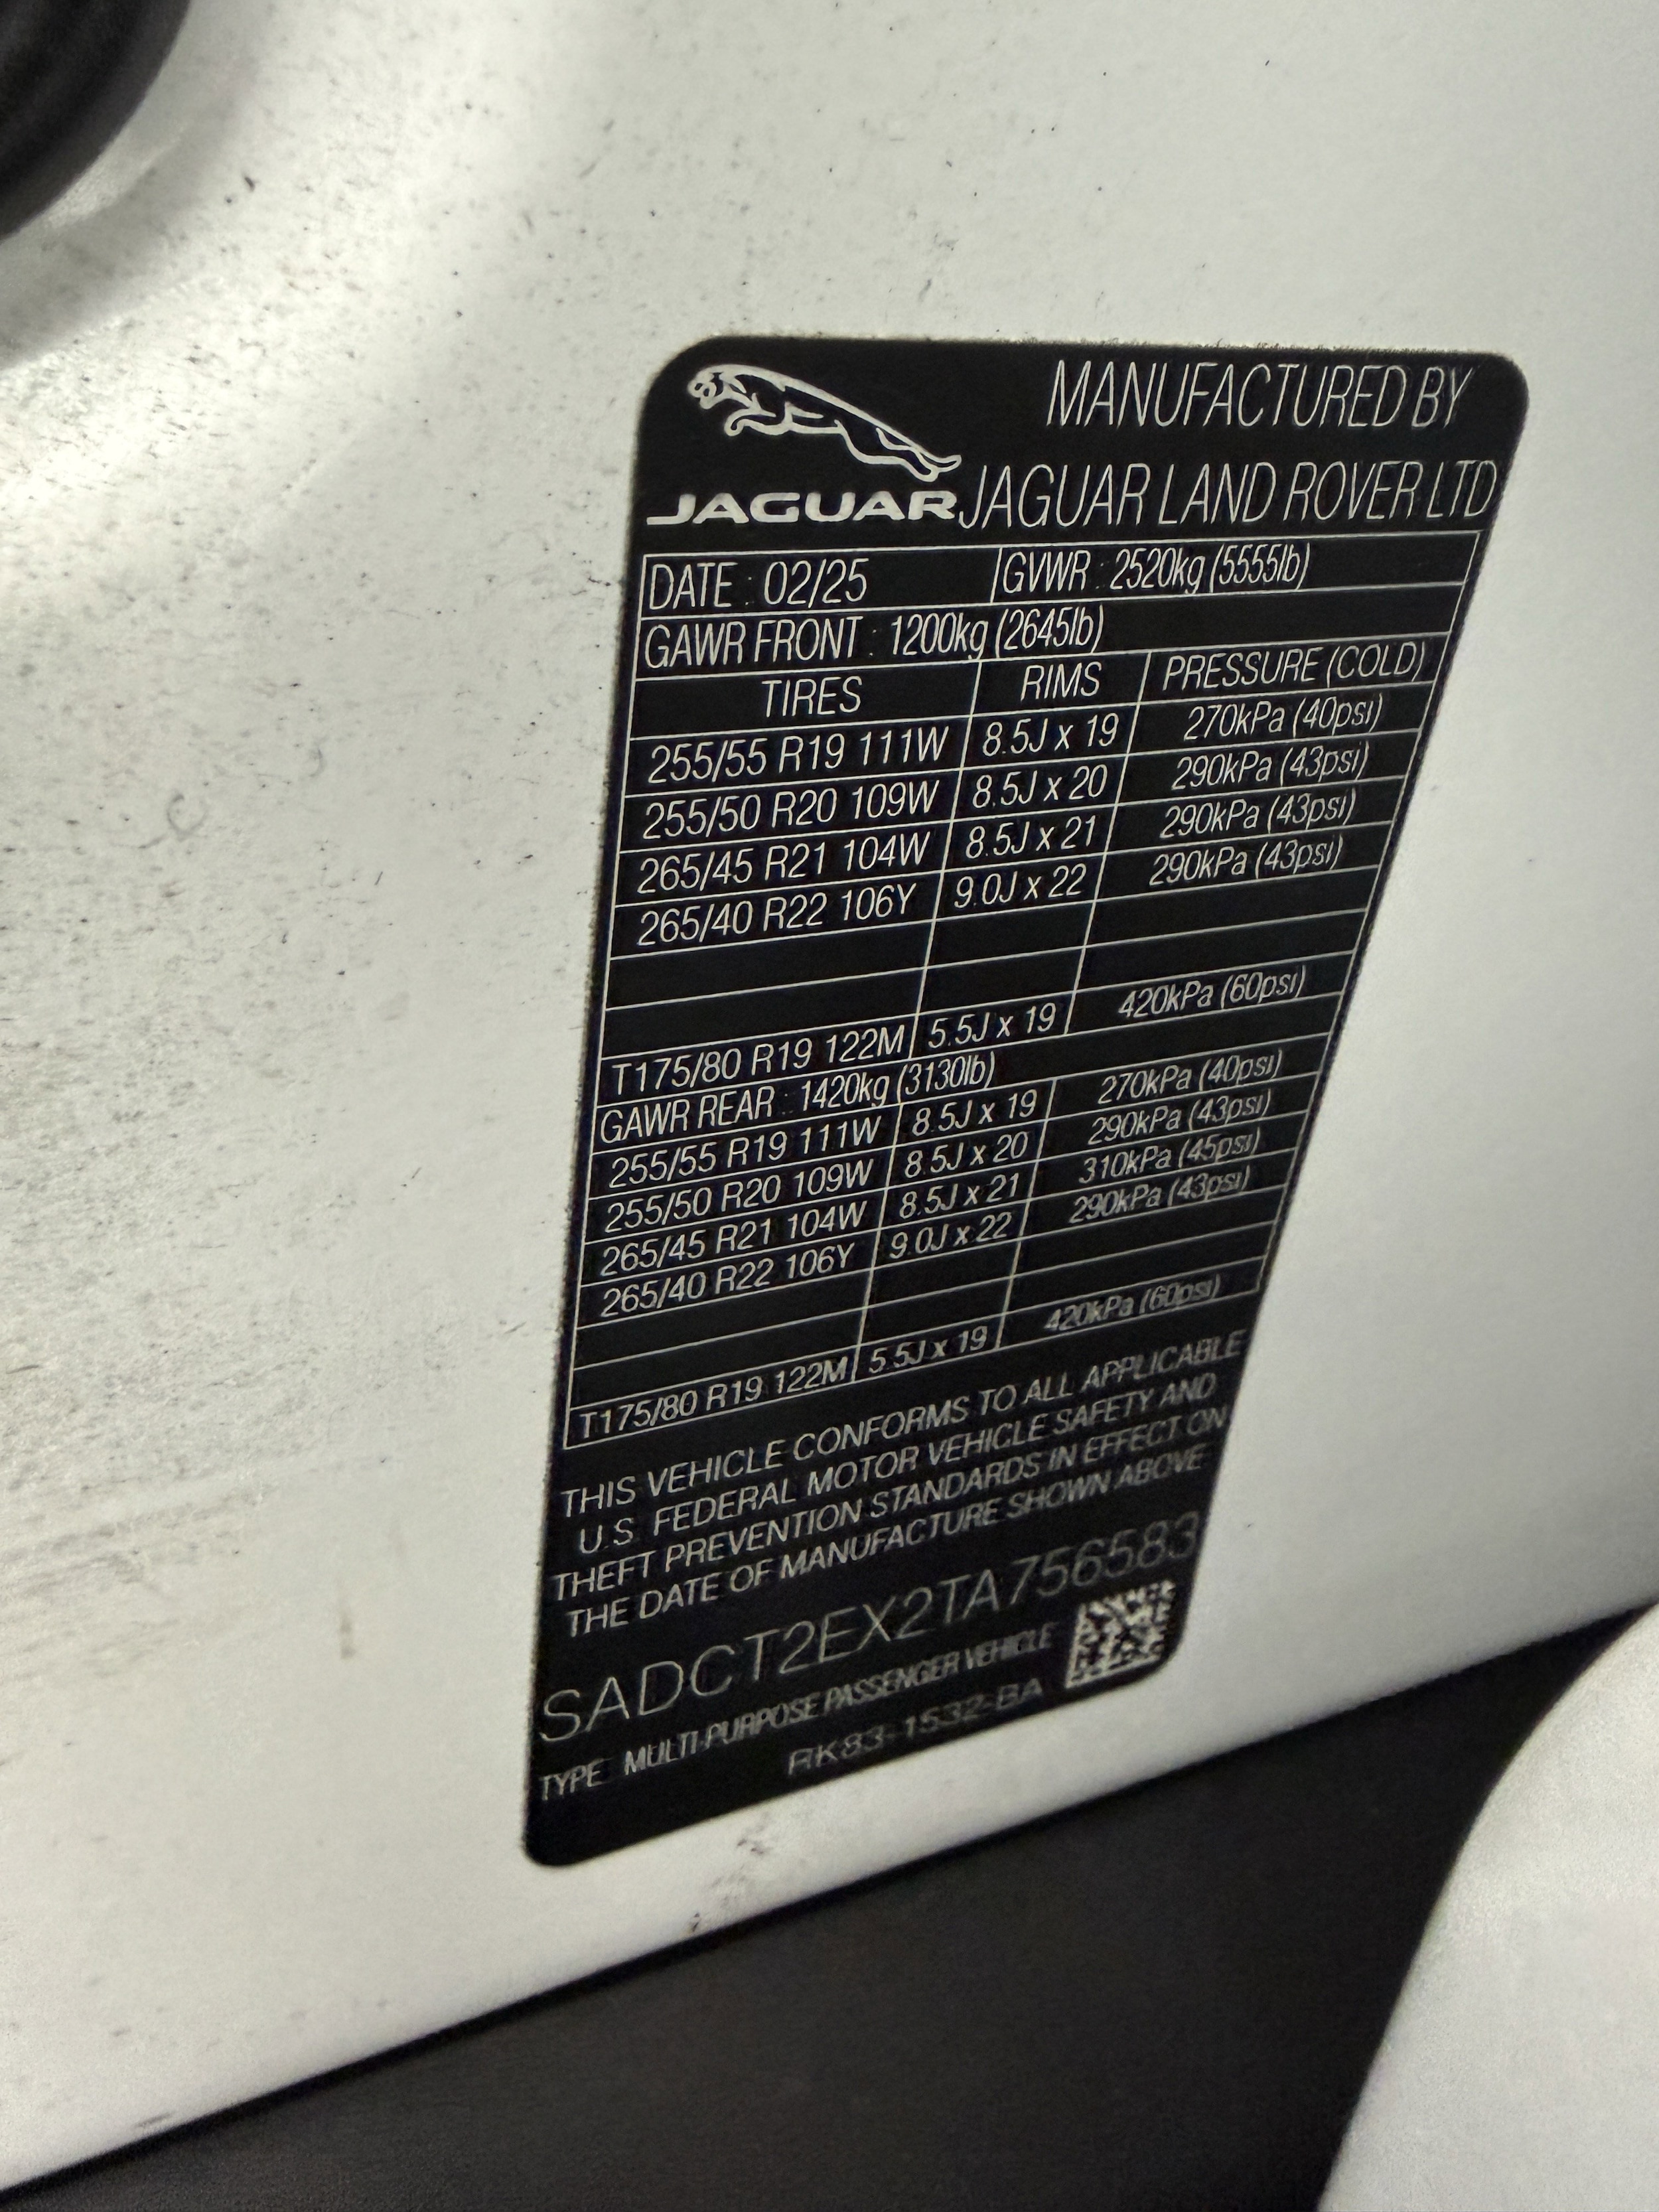 MANUFACTURED BY
JAGUAR JAGUAR LAND ROVER LTD
DATE : 02/25 GVWR : 2520kg (5555lb)
GAWR FRONT : 1200kg (2645lb)
TIRES RIMS PRESSURE (COLD)
255/55 R19 111W 8.5J x 19 270kPa (40psi)
255/50 R20 109W 8.5J x 20 290kPa (43psi)
265/45 R21 104W 8.5J x 21 290kPa (43psi)
265/40 R22 106Y 9.0J x 22 290kPa (43psi)
T175/80 R19 122M 5.5J x 19 420kPa (60psi)
GAWR REAR : 1420kg (3130lb)
255/55 R19 111W 8.5J x 19 270kPa (40psi)
255/50 R20 109W 8.5J x 20 290kPa (43psi)
265/45 R21 104W 8.5J x 21 310kPa (45psi)
265/40 R22 106Y 9.0J x 22 290kPa (43psi)
T175/80 R19 122M 5.5J x 19 420kPa (60psi)
THIS VEHICLE CONFORMS TO ALL APPLICABLE
U.S. FEDERAL MOTOR VEHICLE SAFETY AND
THEFT PREVENTION STANDARDS IN EFFECT ON
THE DATE OF MANUFACTURE SHOWN ABOVE
SADCT2EX2TA756583
TYPE MULTI-PURPOSE PASSENGER VEHICLE
RK83-1532-BA